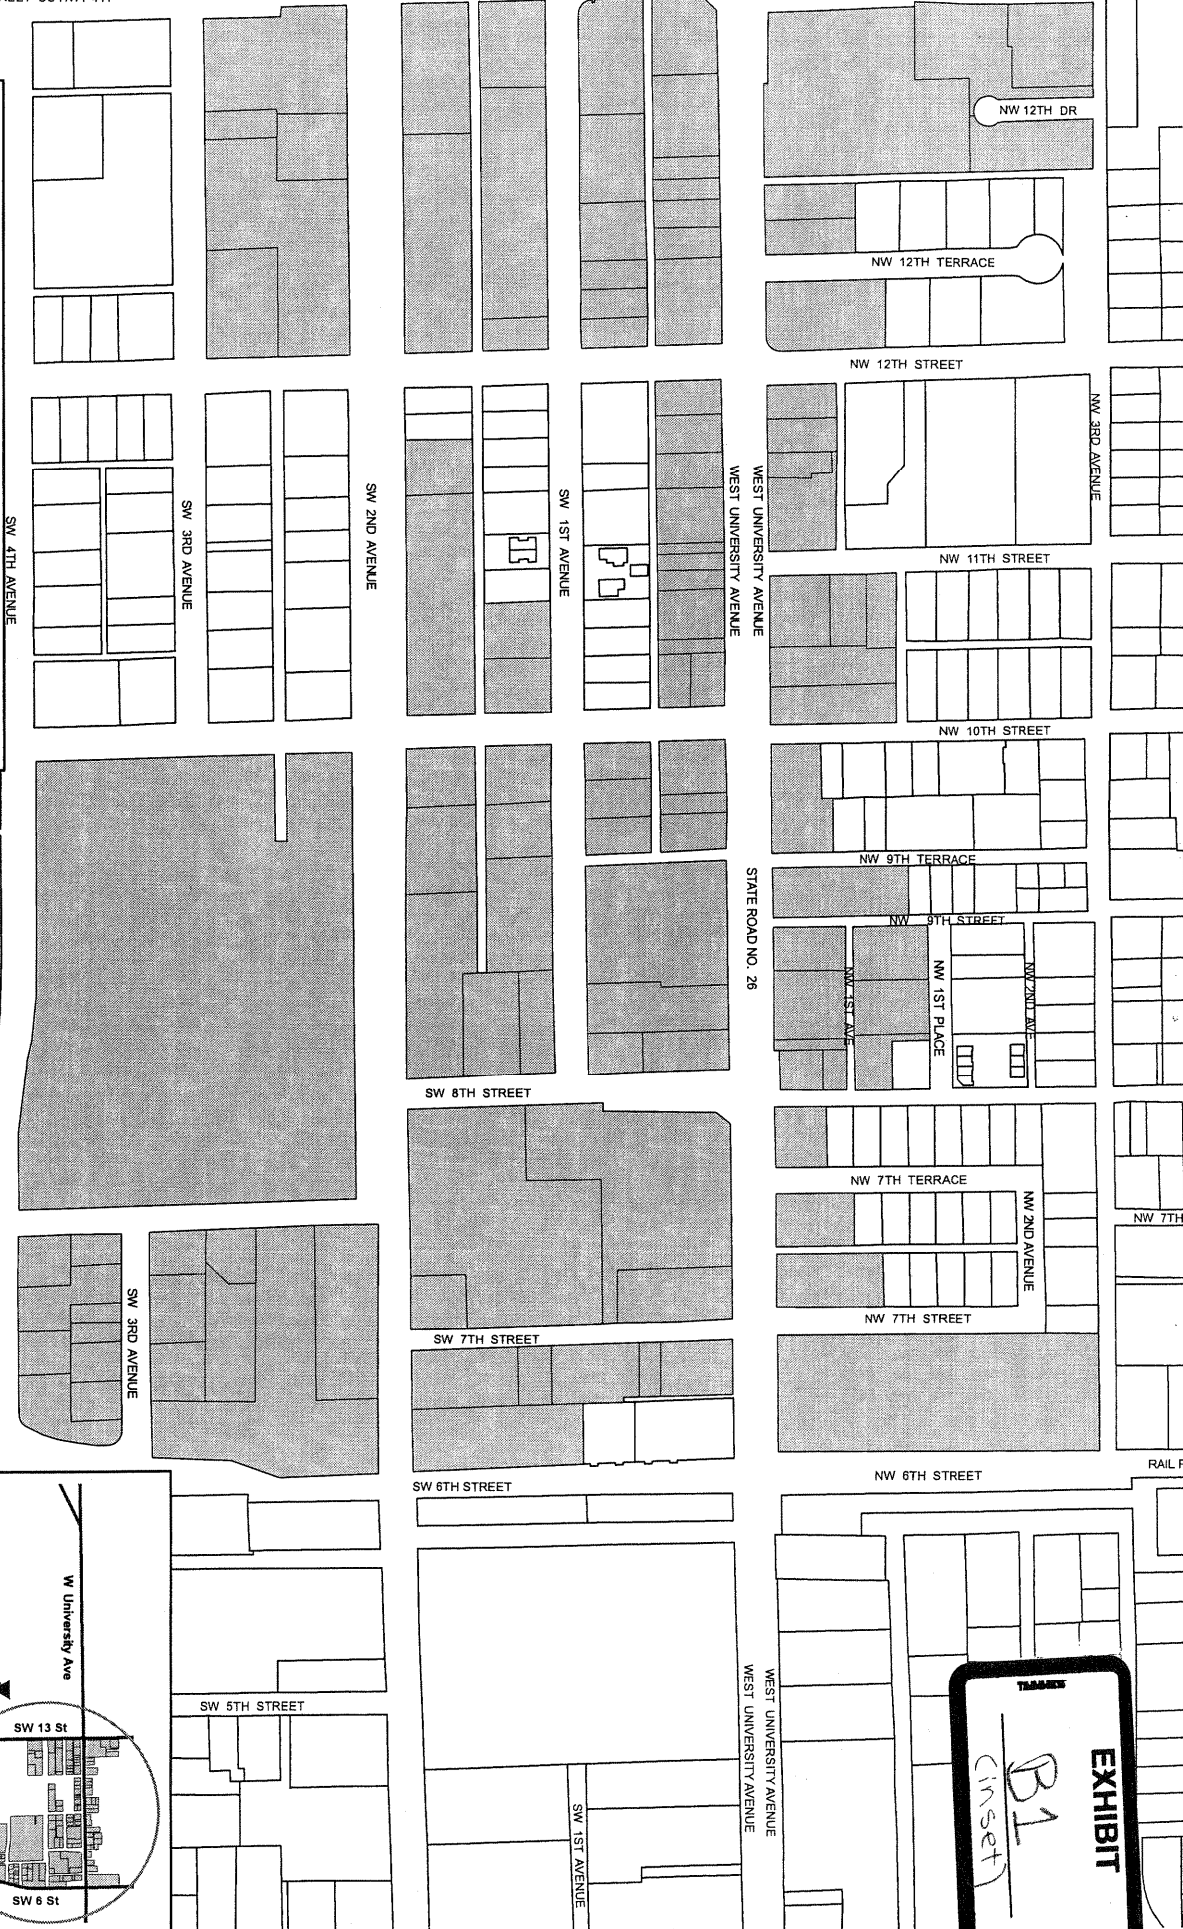 NW 12TH DR
NW 12TH TERRACE
NW 12TH STREET
NW 3RD AVENUE
WEST UNIVERSITY AVENUE
WEST UNIVERSITY AVENUE
SW 1ST AVENUE
SW 2ND AVENUE
SW 3RD AVENUE
SW 4TH AVENUE
NW 11TH STREET
NW 10TH STREET
NW 9TH TERRACE
STATE ROAD NO. 26
NW 9TH STREET
NW 1ST AVE
NW 1ST PLACE
NW 2ND AVE
SW 8TH STREET
NW 7TH TERRACE
NW 2ND AVENUE
NW 7TH
SW 3RD AVENUE
NW 7TH STREET
SW 7TH STREET
RAIL
NW 6TH STREET
SW 6TH STREET
W University Ave
SW 13 St
SW 6 St
SW 5TH STREET
WEST UNIVERSITY AVENUE
WEST UNIVERSITY AVENUE
SW 1ST AVENUE
EXHIBIT
B1
(inset)